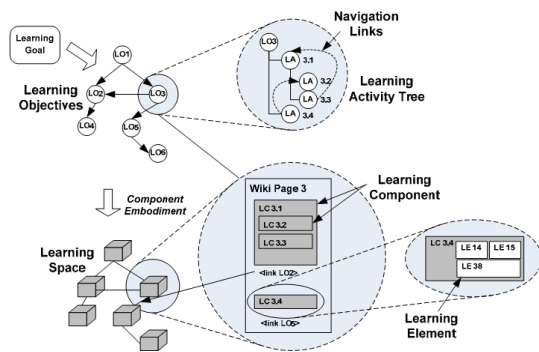 Learning
Goal
LO1
Learning
Objectives
LO2
LO3
LO4
LO5
LO6
LO3
LA
3.1
LA
3.2
LA
3.3
LA
3.4
Navigation
Links
Learning
Activity Tree
Component
Embodiment
Learning
Space
Wiki Page 3
LC 3.1
LC 3.2
LC 3.3
<link LO2>
LC 3.4
<link LO5>
Learning
Component
LC 3.4
LE 14
LE 15
LE 38
Learning
Element